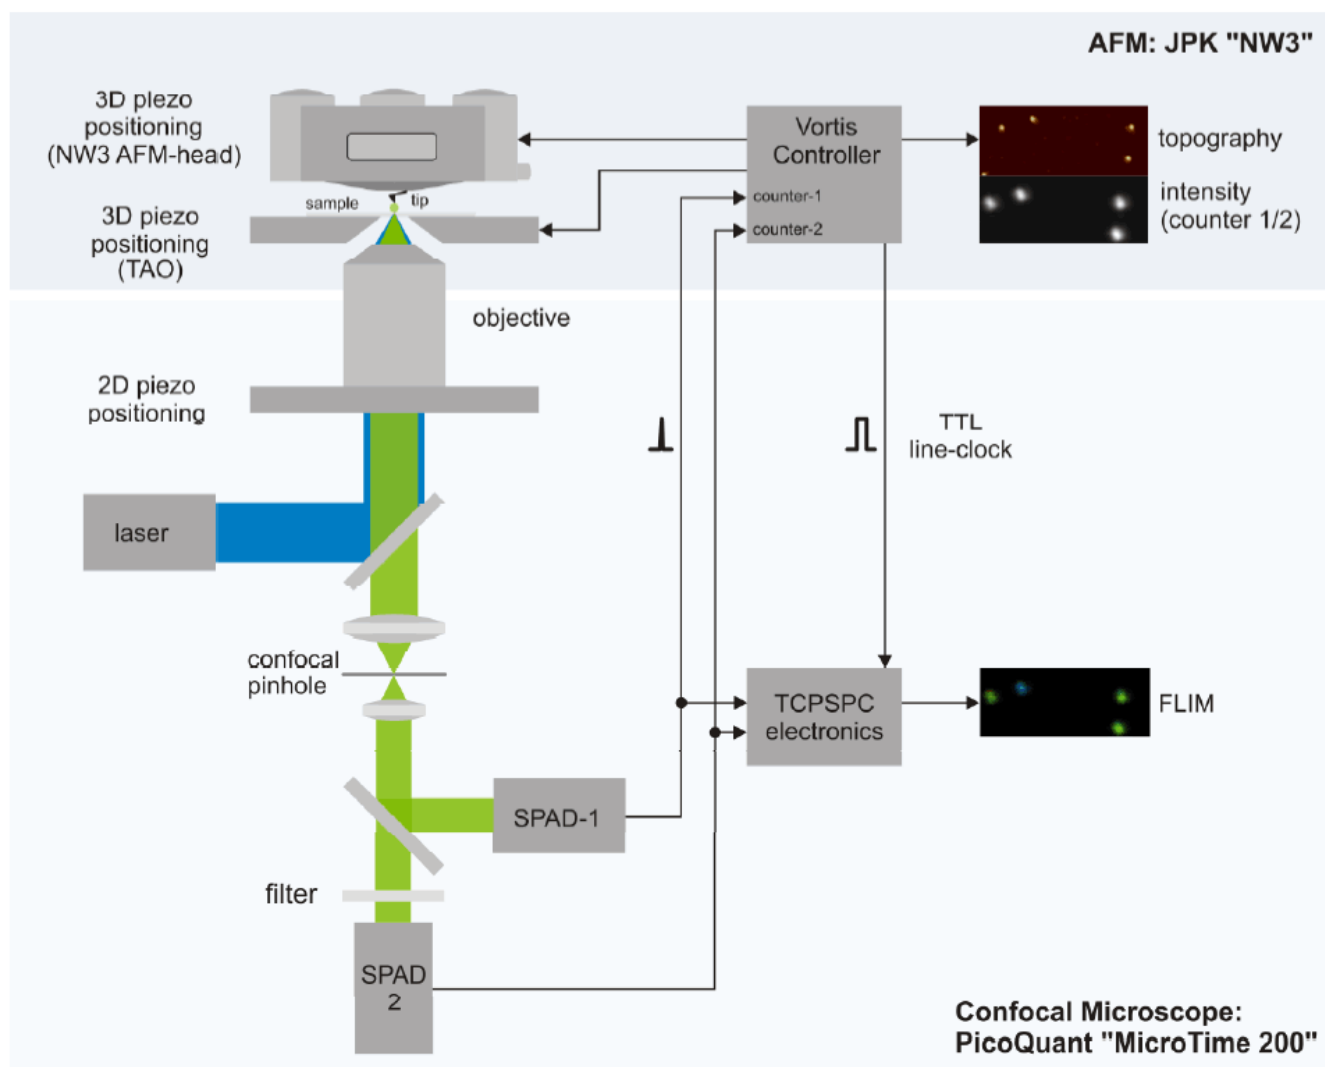 AFM: JPK "NW3"
3D piezo
positioning
(NW3 AFM-head)
Vortis
Controller
counter-1
counter-2
topography
intensity
(counter 1/2)
sample
tip
3D piezo
positioning
(TAO)
objective
2D piezo
positioning
TTL
line-clock
laser
confocal
pinhole
TCPSPC
electronics
FLIM
SPAD-1
filter
SPAD
2
Confocal Microscope:
PicoQuant "MicroTime 200"